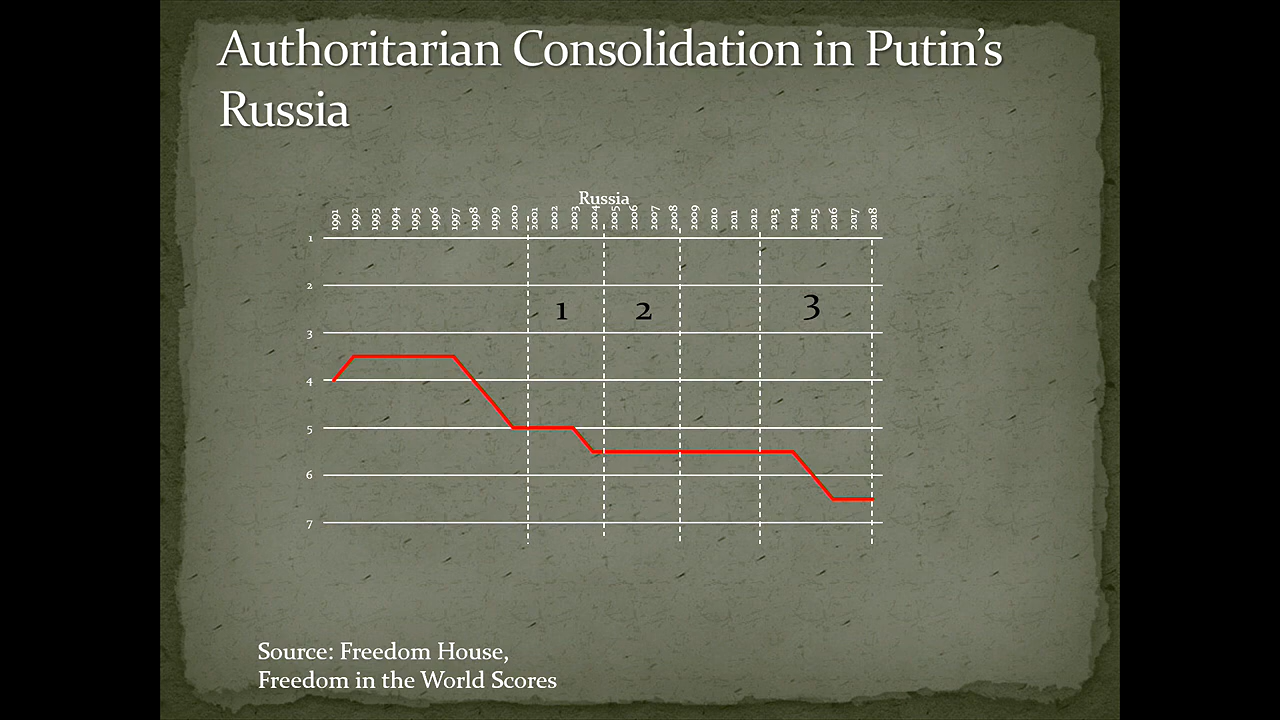 Authoritarian Consolidation in Putin's
Russia
Russia
1991 1992 1993 1994 1995 1996 1997 1998 1999 2000 2001 2002 2003 2004 2005 2006 2007 2008 2009 2010 2011 2012 2013 2014 2015 2016 2017 2018
1
2
1 2 3
3
4
5
6
7
Source: Freedom House,
Freedom in the World Scores